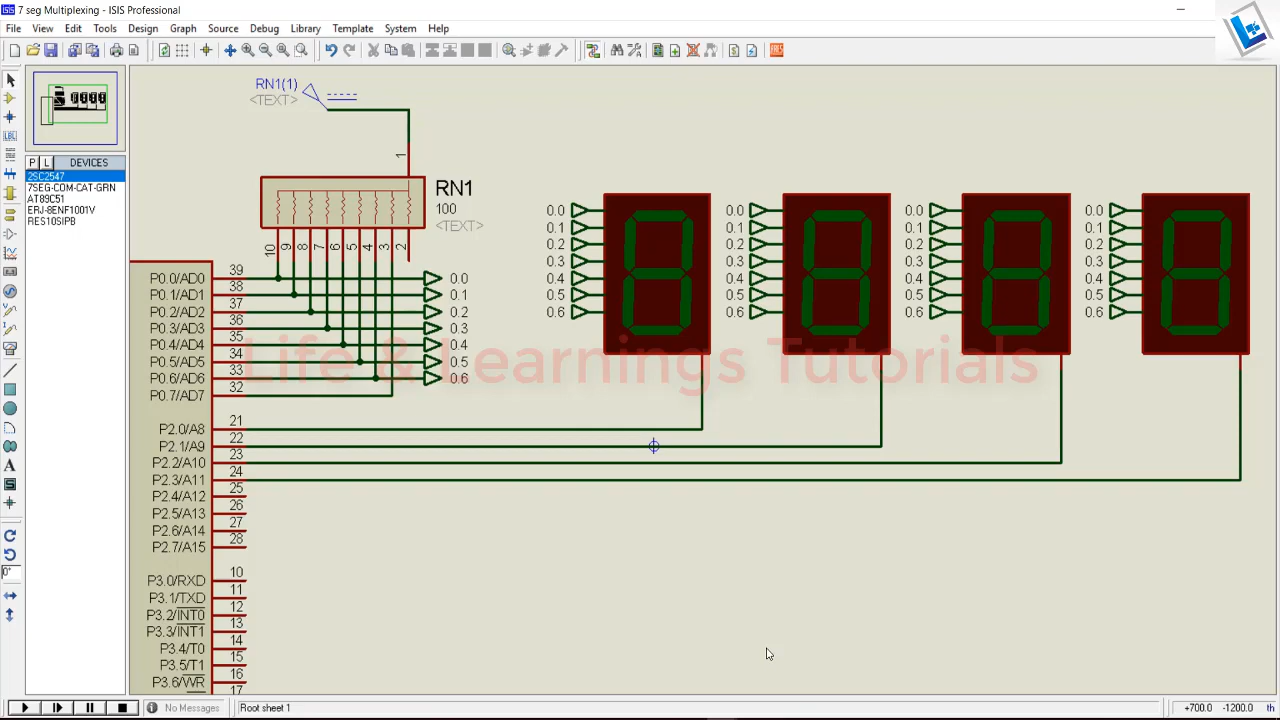 7 seg Multiplexing - ISIS Professional
File View Edit Tools Design Graph Source Debug Library Template System Help
LBL
ERES
P L DEVICES
2SC2547
7SEG-COM-CAT-GRN
AT89C51
ERJ-8ENF1001V
RES10SIPB
A
S
0°
RN1(1)
<TEXT>
1
RN1
100
<TEXT>
10 9 8 7 6 5 4 3 2
P0.0/AD0 39 0.0
P0.1/AD1 38 0.1
P0.2/AD2 37 0.2
P0.3/AD3 36 0.3
P0.4/AD4 35 0.4
P0.5/AD5 34 0.5
P0.6/AD6 33 0.6
P0.7/AD7 32
P2.0/A8 21
P2.1/A9 22
P2.2/A10 23
P2.3/A11 24
P2.4/A12 25
P2.5/A13 26
P2.6/A14 27
P2.7/A15 28
P3.0/RXD 10
P3.1/TXD 11
P3.2/INT0 12
P3.3/INT1 13
P3.4/T0 14
P3.5/T1 15
P3.6/WR 16
17
0.0 0.0 0.0 0.0
0.1 0.1 0.1 0.1
0.2 0.2 0.2 0.2
0.3 0.3 0.3 0.3
0.4 0.4 0.4 0.4
0.5 0.5 0.5 0.5
0.6 0.6 0.6 0.6
Life & Learnings Tutorials
No Messages Root sheet 1 +700.0 -1200.0 th